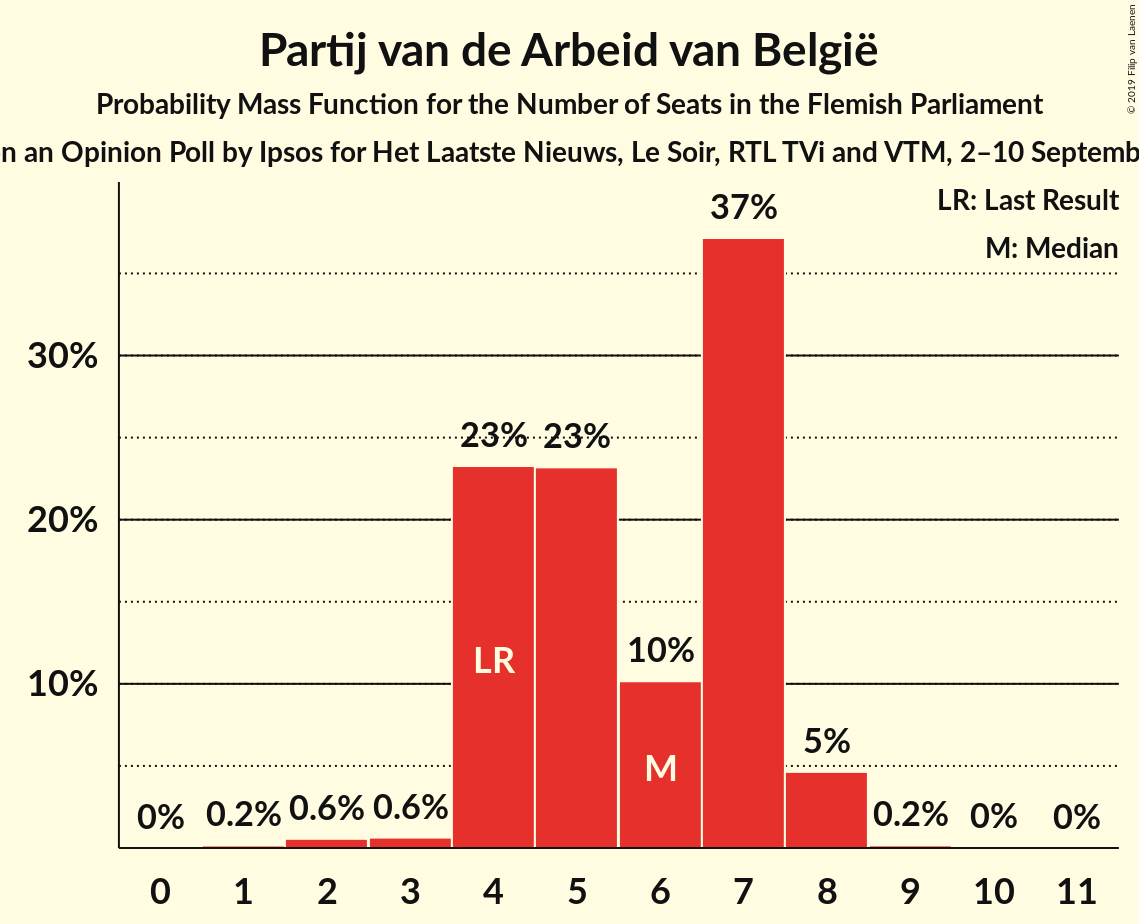 Partij van de Arbeid van België
Probability Mass Function for the Number of Seats in the Flemish Parliament
an Opinion Poll by Ipsos for Het Laatste Nieuws, Le Soir, RTL TVi and VTM, 2–10
© 2019 Filip van Laenen
LR: Last Result
M: Median
37%
30%
23% 23%
20%
LR
10%
10%
M
5%
0% 0.2% 0.6% 0.6% 0.2% 0% 0%
0 1 2 3 4 5 6 7 8 9 10 11